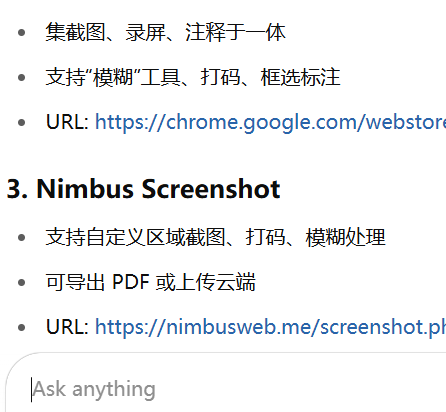 集截图、录屏、注释于一体
支持“模糊”工具、打码、框选标注
URL: https://chrome.google.com/webstore
3. Nimbus Screenshot
支持自定义区域截图、打码、模糊处理
可导出 PDF 或上传云端
URL: https://nimbusweb.me/screenshot.ph
Ask anything